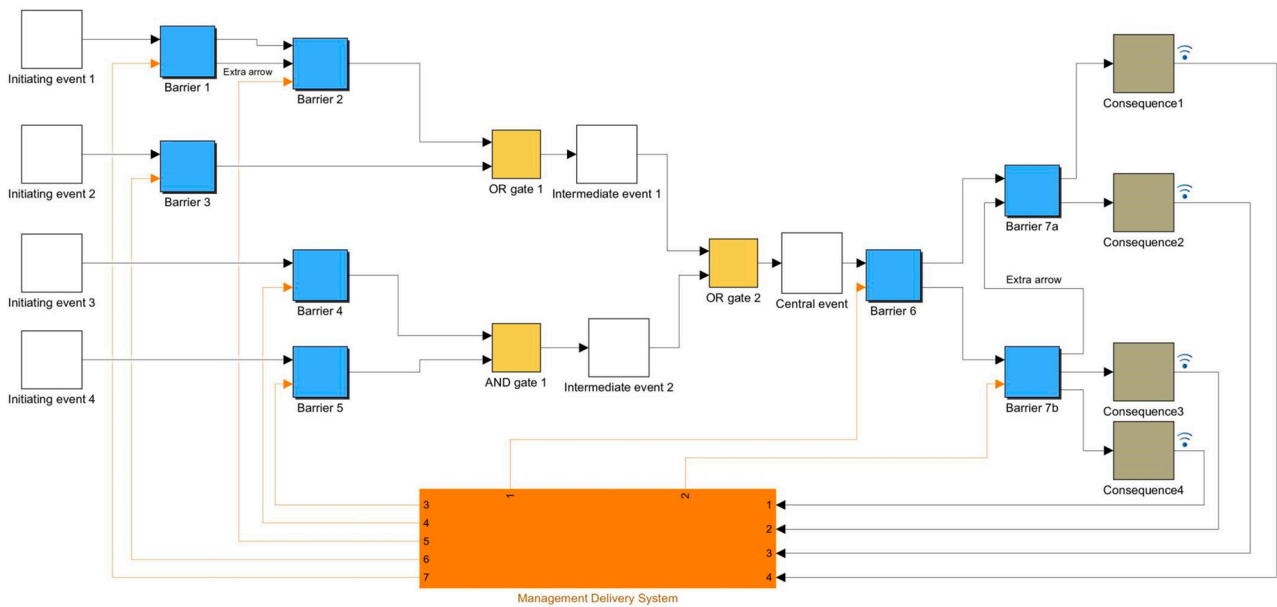 Initiating event 1
Barrier 1
Extra arrow
Barrier 2
Consequence1
Initiating event 2
Barrier 3
OR gate 1
Intermediate event 1
Barrier 7a
Consequence2
Initiating event 3
Barrier 4
OR gate 2
Central event
Barrier 6
Extra arrow
Initiating event 4
Barrier 5
AND gate 1
Intermediate event 2
Barrier 7b
Consequence3
Consequence4
1
2
3
4
5
6
7
1
2
3
4
Management Delivery System